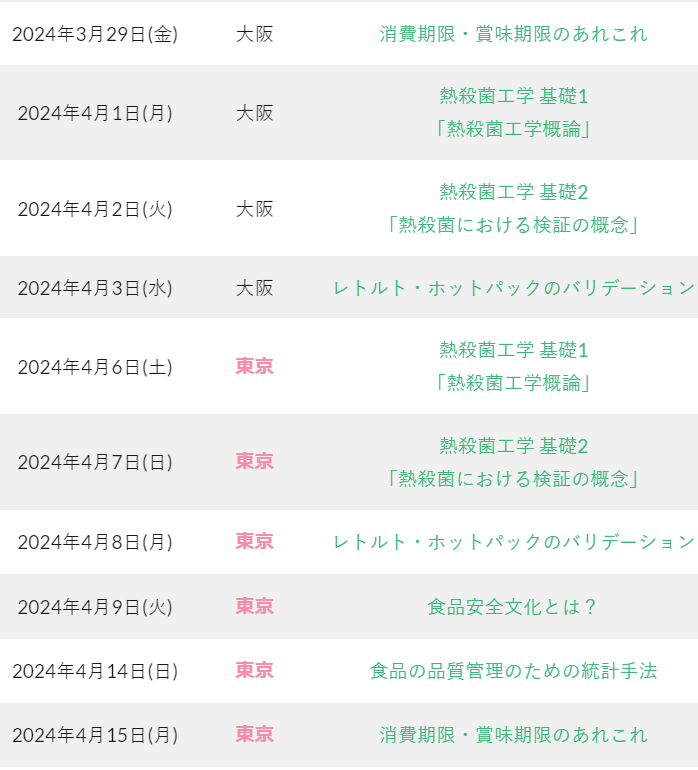 2024年3月29日(金) 大阪 消費期限・賞味期限のあれこれ
2024年4月1日(月) 大阪 熱殺菌工学 基礎1
「熱殺菌工学概論」
2024年4月2日(火) 大阪 熱殺菌工学 基礎2
「熱殺菌における検証の概念」
2024年4月3日(水) 大阪 レトルト・ホットパックのバリデーション
2024年4月6日(土) 東京 熱殺菌工学 基礎1
「熱殺菌工学概論」
2024年4月7日(日) 東京 熱殺菌工学 基礎2
「熱殺菌における検証の概念」
2024年4月8日(月) 東京 レトルト・ホットパックのバリデーション
2024年4月9日(火) 東京 食品安全文化とは？
2024年4月14日(日) 東京 食品の品質管理のための統計手法
2024年4月15日(月) 東京 消費期限・賞味期限のあれこれ